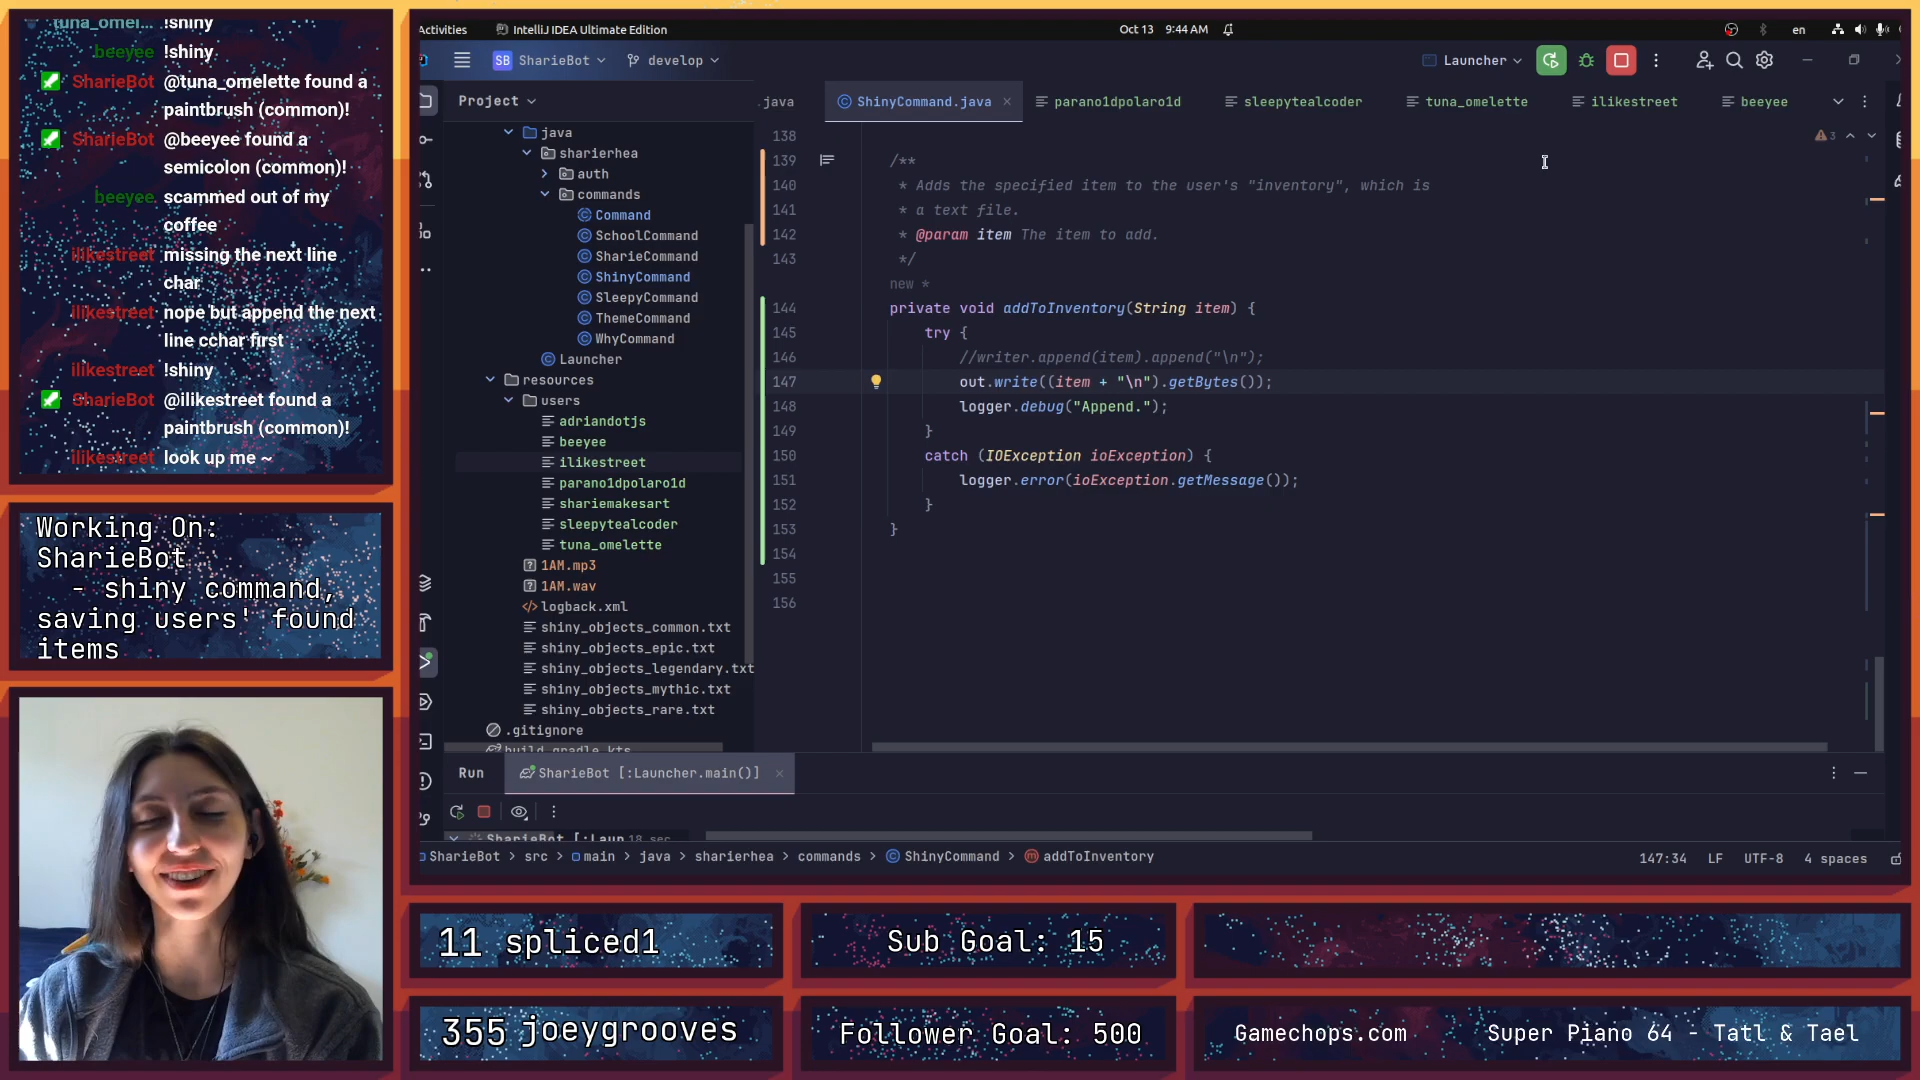 tuna_omel... !shiny
beeyee !shiny
SharieBot @tuna_omelette found a
paintbrush (common)!
SharieBot @beeyee found a
semicolon (common)!
beeyee scammed out of my
coffee
ilikestreet missing the next line
char
ilikestreet nope but append the next
line cchar first
ilikestreet !shiny
SharieBot @ilikestreet found a
paintbrush (common)!
ilikestreet look up me ~
Working On:
SharieBot
- shiny command,
saving users' found
items
Activities IntelliJ IDEA Ultimate Edition Oct 13 9:44 AM en
SB SharieBot develop Launcher
Project
.java ShinyCommand.java parano1dpolaro1d sleepytealcoder tuna_omelette ilikestreet beeyee
java
sharierhea
auth
commands
Command
SchoolCommand
SharieCommand
ShinyCommand
SleepyCommand
ThemeCommand
WhyCommand
Launcher
resources
users
adriandotjs
beeyee
ilikestreet
parano1dpolaro1d
shariemakesart
sleepytealcoder
tuna_omelette
1AM.mp3
1AM.wav
logback.xml
shiny_objects_common.txt
shiny_objects_epic.txt
shiny_objects_legendary.txt
shiny_objects_mythic.txt
shiny_objects_rare.txt
.gitignore
build.gradle.kts
3
138
139 /**
140 * Adds the specified item to the user's "inventory", which is
141 * a text file.
142 * @param item The item to add.
143 */
new *
144 private void addToInventory(String item) {
145 try {
146 //writer.append(item).append("\n");
147 out.write((item + "\n").getBytes());
148 logger.debug("Append.");
149 }
150 catch (IOException ioException) {
151 logger.error(ioException.getMessage());
152 }
153 }
154
155
156
Run SharieBot [:Launcher.main()]
SharieBot [:Laun 18 sec
SharieBot > src > main > java > sharierhea > commands > ShinyCommand > addToInventory 147:34 LF UTF-8 4 spaces
11 spliced1
Sub Goal: 15
355 joeygrooves
Follower Goal: 500
Gamechops.com Super Piano 64 - Tatl & Tael